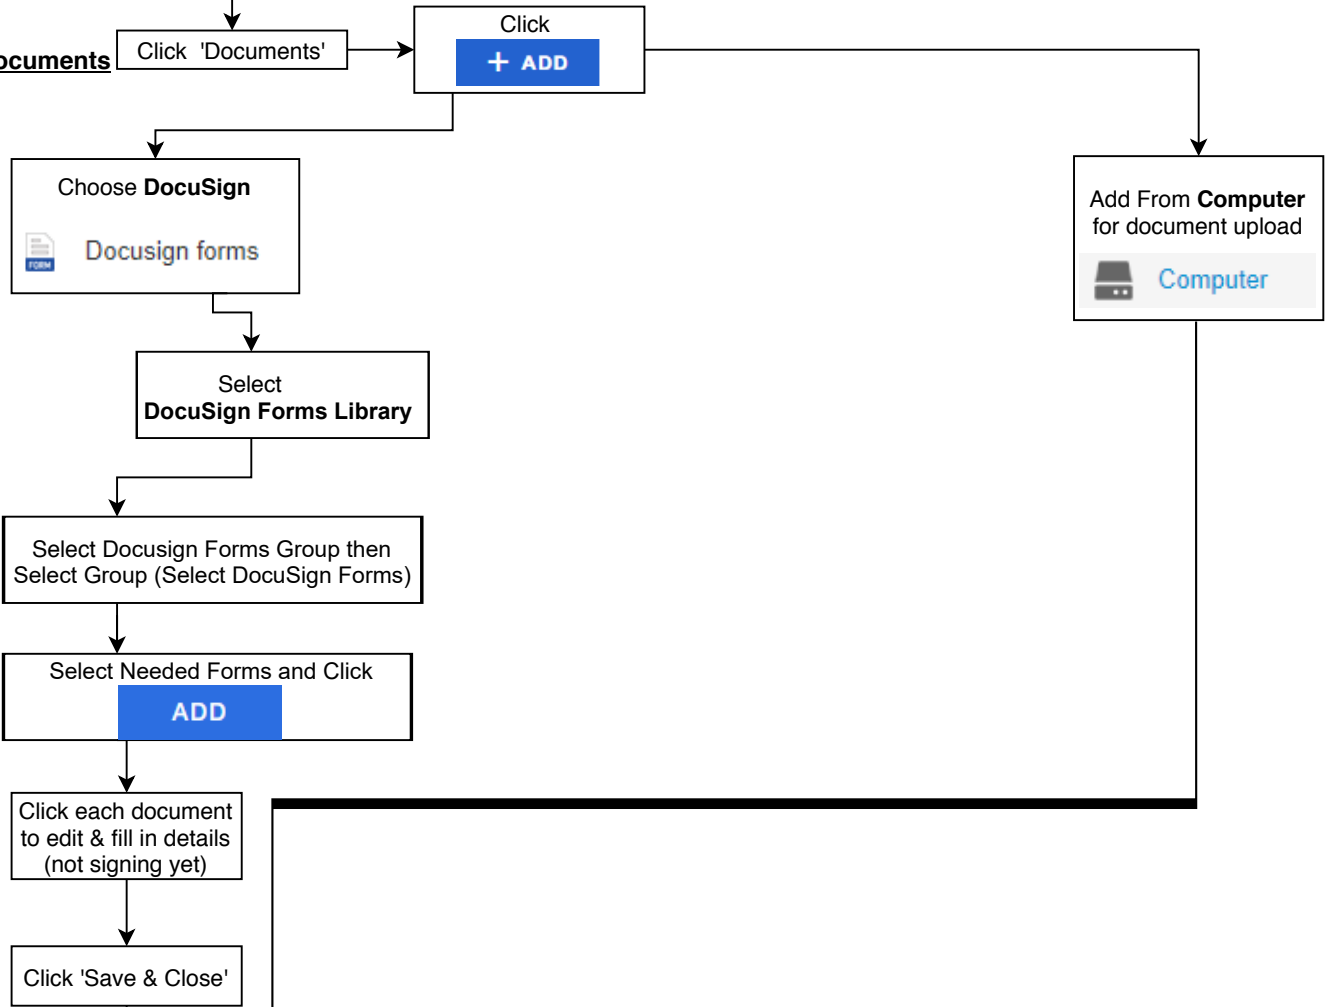 ocuments
Click 'Documents'
Click
+ ADD
Choose DocuSign
FORM
Docusign forms
Add From Computer
for document upload
Computer
Select
DocuSign Forms Library
Select Docusign Forms Group then
Select Group (Select DocuSign Forms)
Select Needed Forms and Click
ADD
Click each document
to edit & fill in details
(not signing yet)
Click 'Save & Close'